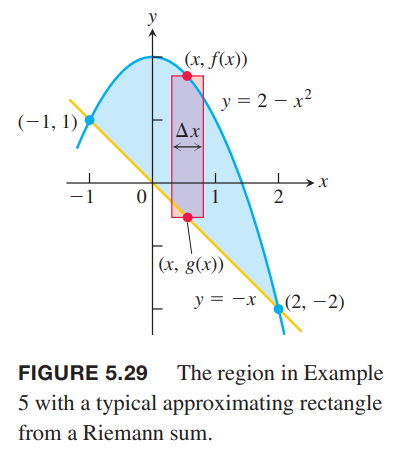 y
(x, f(x))
y = 2 − x²
(−1, 1)
Δx
x
−1
0
1
2
(x, g(x))
y = −x
(2, −2)
FIGURE 5.29 The region in Example
5 with a typical approximating rectangle
from a Riemann sum.